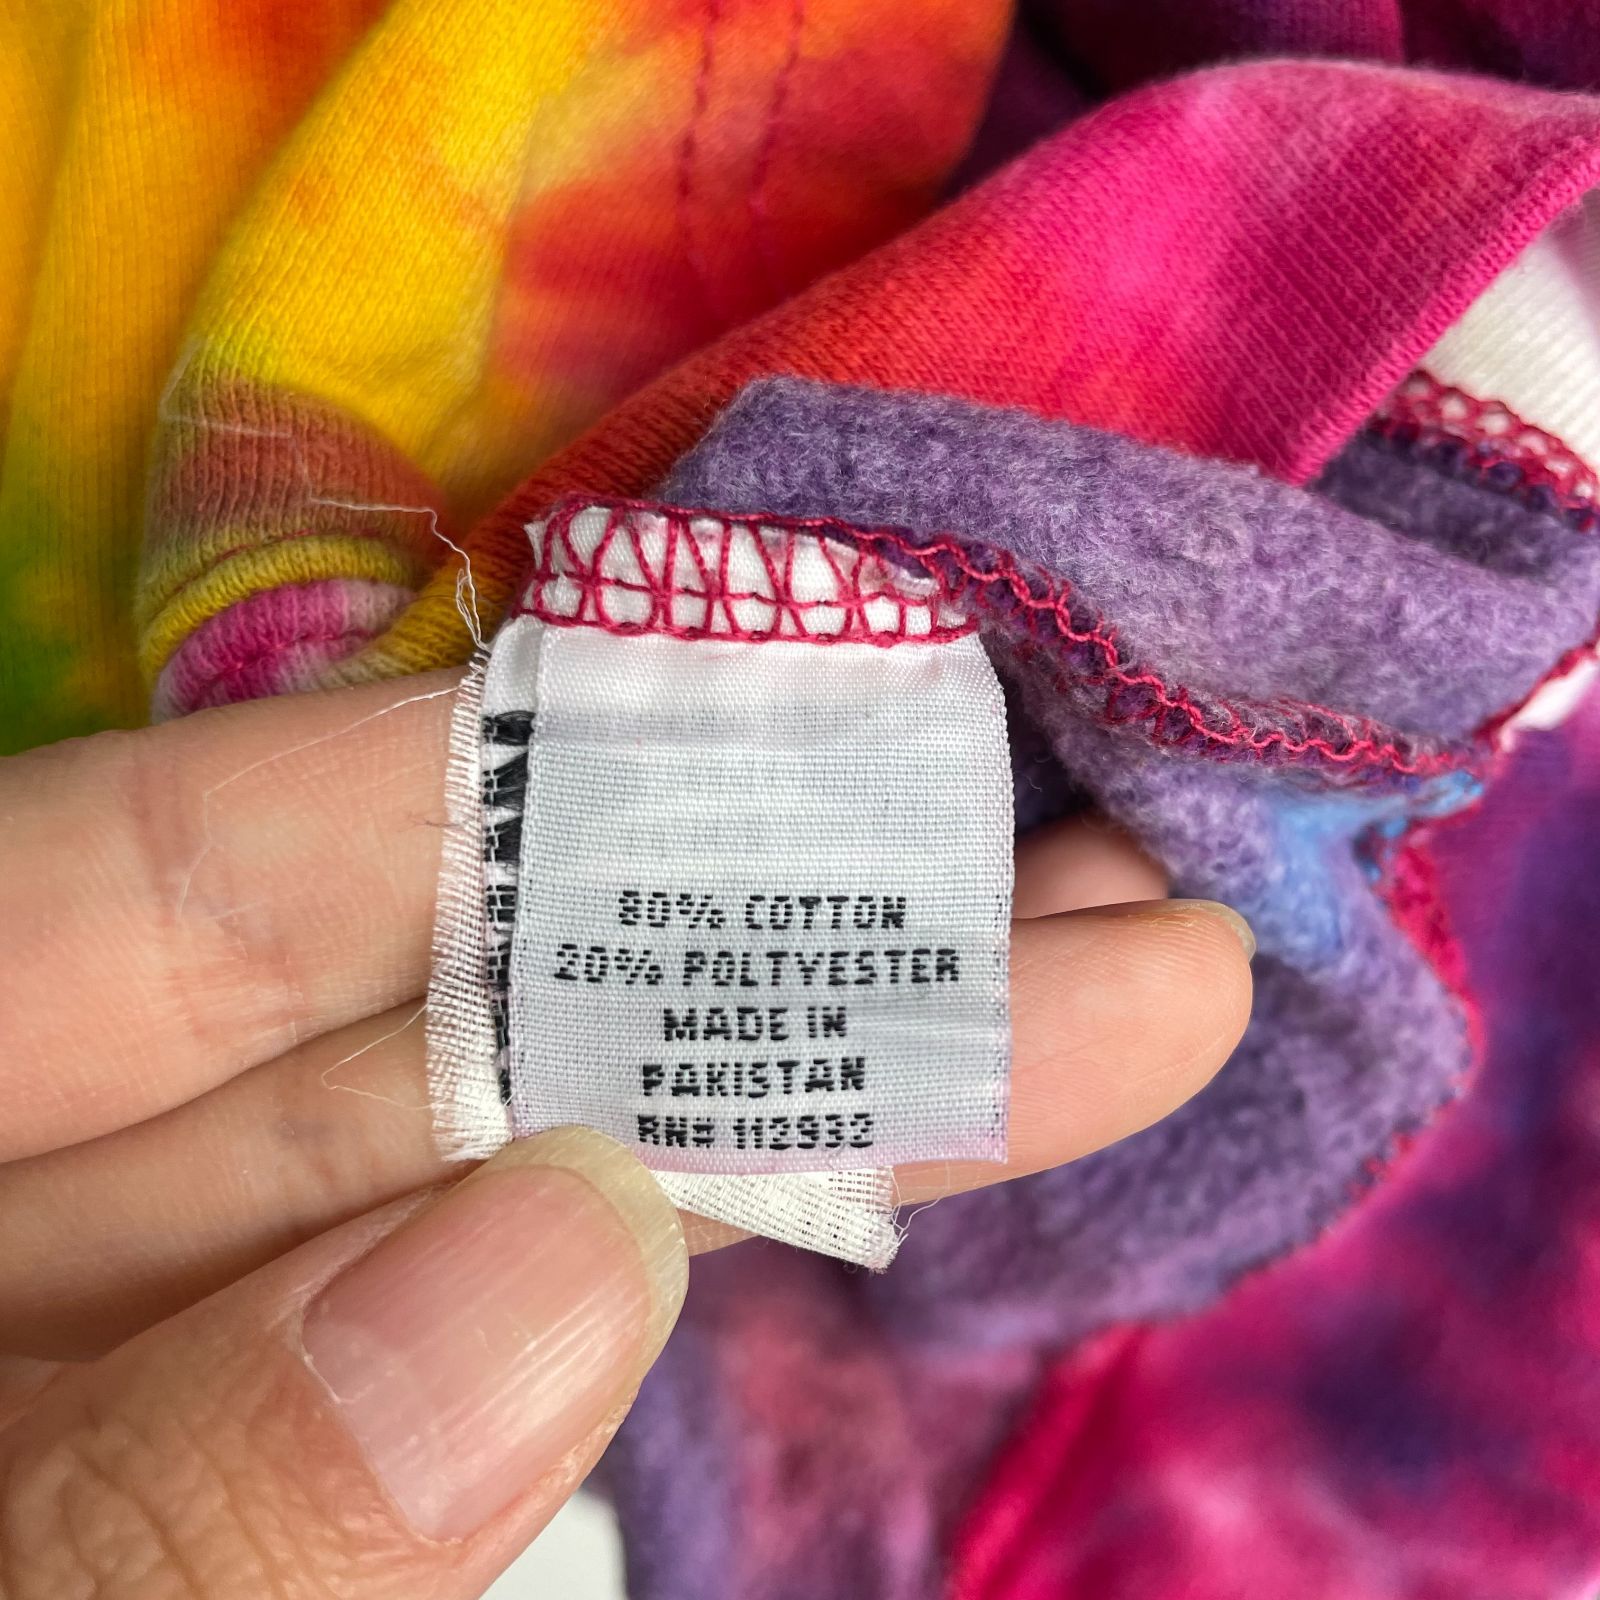 80% COTTON
20% POLTYESTER
MADE IN
PAKISTAN
RN# 112932